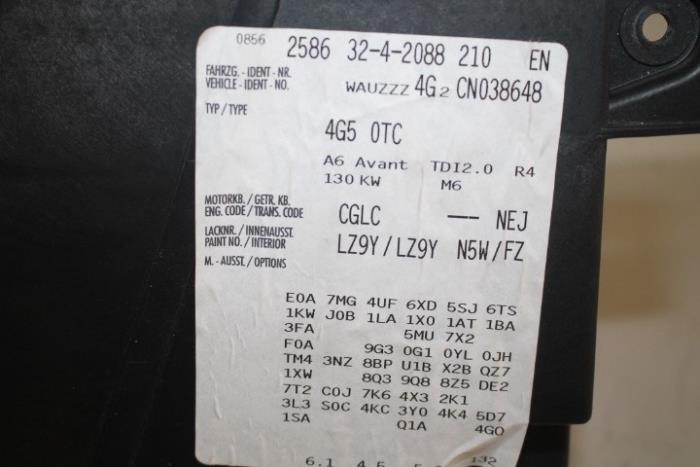 0856 2586 32-4-2088 210 EN
FAHRZG. - IDENT - NR.
VEHICLE - IDENT - NO. WAUZZZ 4G2 CN038648
TYP / TYPE
4G5 0TC
A6 Avant TDI2.0 R4
130 KW M6
MOTORKB. / GETR. KB.
ENG. CODE / TRANS. CODE CGLC --- NEJ
LACKNR. / INNENAUSST.
PAINT NO. / INTERIOR LZ9Y/LZ9Y N5W/FZ
M. - AUSST. / OPTIONS
E0A 7MG 4UF 6XD 5SJ 6TS
1KW J0B 1LA 1X0 1AT 1BA
3FA 5MU 7X2
F0A 9G3 0G1 0YL 0JH
TM4 3NZ 8BP U1B X2B QZ7
1XW 8Q3 9Q8 8Z5 DE2
7T2 C0J 7K6 4X3 2K1
3L3 S0C 4KC 3Y0 4K4 5D7
1SA Q1A 4G0
6.1